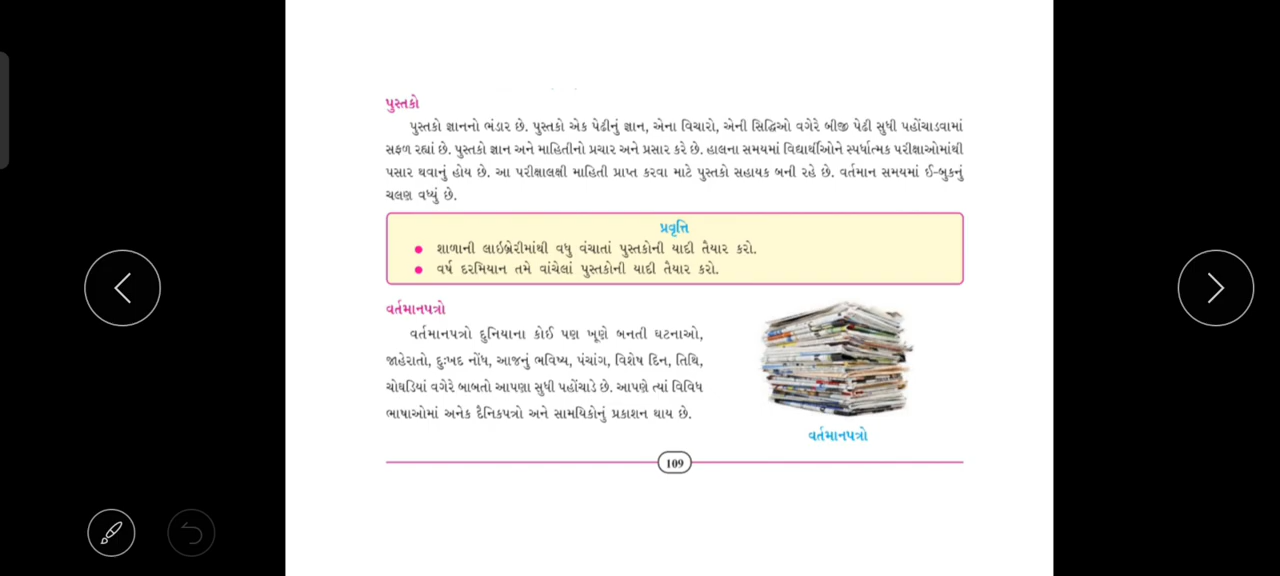 પુસ્તકો
પુસ્તકો જ્ઞાનનો ભંડાર છે. પુસ્તકો એક પેઢીનું જ્ઞાન, એના વિચારો, એની સિદ્ધિઓ વગેરે બીજી પેઢી સુધી પહોંચાડવામાં
સફળ રહ્યાં છે. પુસ્તકો જ્ઞાન અને માહિતીનો પ્રચાર અને પ્રસાર કરે છે. હાલના સમયમાં વિદ્યાર્થીઓને સ્પર્ધાત્મક પરીક્ષાઓમાંથી
પસાર થવાનું હોય છે. આ પરીક્ષાલક્ષી માહિતી પ્રાપ્ત કરવા માટે પુસ્તકો સહાયક બની રહે છે. વર્તમાન સમયમાં ઈ-બુકનું
ચલણ વધ્યું છે.
પ્રવૃત્તિ
● શાળાની લાઇબ્રેરીમાંથી વધુ વંચાતાં પુસ્તકોની યાદી તૈયાર કરો.
● વર્ષ દરમિયાન તમે વાંચેલાં પુસ્તકોની યાદી તૈયાર કરો.
વર્તમાનપત્રો
વર્તમાનપત્રો દુનિયાના કોઈ પણ ખૂણે બનતી ઘટનાઓ,
જાહેરાતો, દુઃખદ નોંધ, આજનું ભવિષ્ય, પંચાંગ, વિશેષ દિન, તિથિ,
ચોઘડિયાં વગેરે બાબતો આપણા સુધી પહોંચાડે છે. આપણે ત્યાં વિવિધ
ભાષાઓમાં અનેક દૈનિકપત્રો અને સામયિકોનું પ્રકાશન થાય છે.
વર્તમાનપત્રો
109